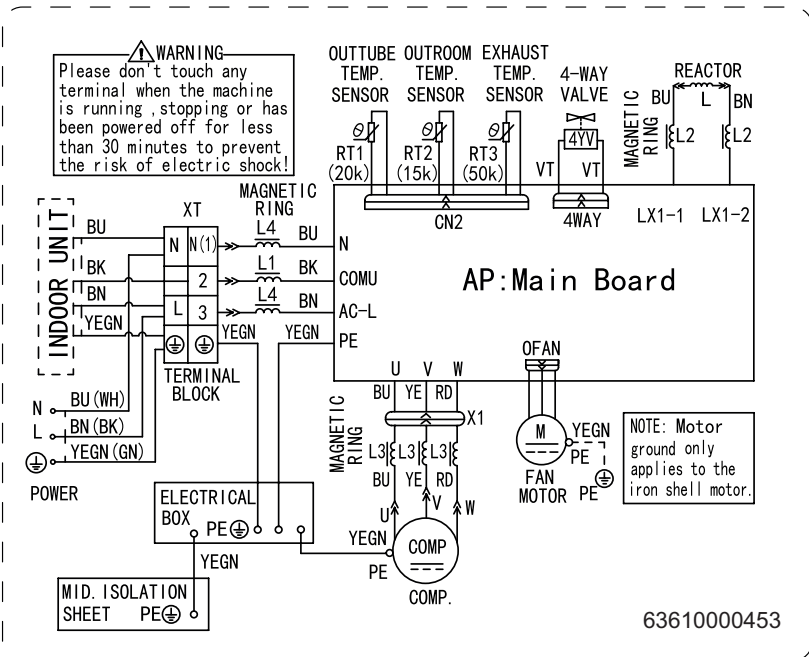 WARNING
Please don't touch any
terminal when the machine
is running ,stopping or has
been powered off for less
than 30 minutes to prevent
the risk of electric shock!
OUTTUBE OUTROOM EXHAUST
TEMP. TEMP. TEMP.
SENSOR SENSOR SENSOR
4-WAY
VALVE
REACTOR
BU L BN
MAGNETIC
RING
L2 L2
θ θ θ
RT1 RT2 RT3
(20k) (15k) (50k)
4YV
VT VT
CN2
4WAY
LX1-1 LX1-2
INDOOR UNIT
BU
BK
BN
YEGN
XT
N N(1)
2
L 3
TERMINAL
BLOCK
MAGNETIC
RING
L4 BU N
L1 BK COMU
L4 BN AC-L
YEGN YEGN PE
AP:Main Board
N BU(WH)
L BN(BK)
YEGN(GN)
POWER
U V W
BU YE RD
X1
MAGNETIC
RING
L3 L3 L3
BU YE RD
U V W
OFAN
M
YEGN
PE
FAN
MOTOR
PE
NOTE: Motor
ground only
applies to the
iron shell motor.
ELECTRICAL
BOX PE
YEGN
YEGN
PE
COMP
COMP.
MID. ISOLATION
SHEET PE
63610000453